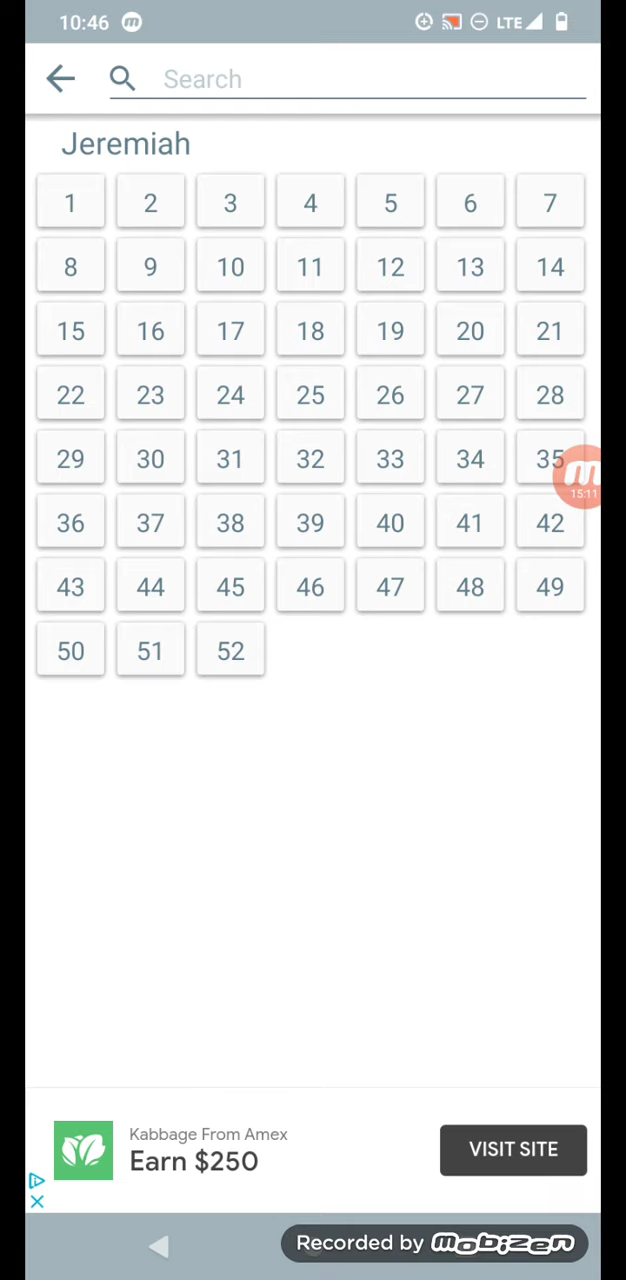 10:46 m LTE
Search
Jeremiah
1 2 3 4 5 6 7
8 9 10 11 12 13 14
15 16 17 18 19 20 21
22 23 24 25 26 27 28
29 30 31 32 33 34 35
m
15:11
36 37 38 39 40 41 42
43 44 45 46 47 48 49
50 51 52
Kabbage From Amex
Earn $250
VISIT SITE
Recorded by mobizen